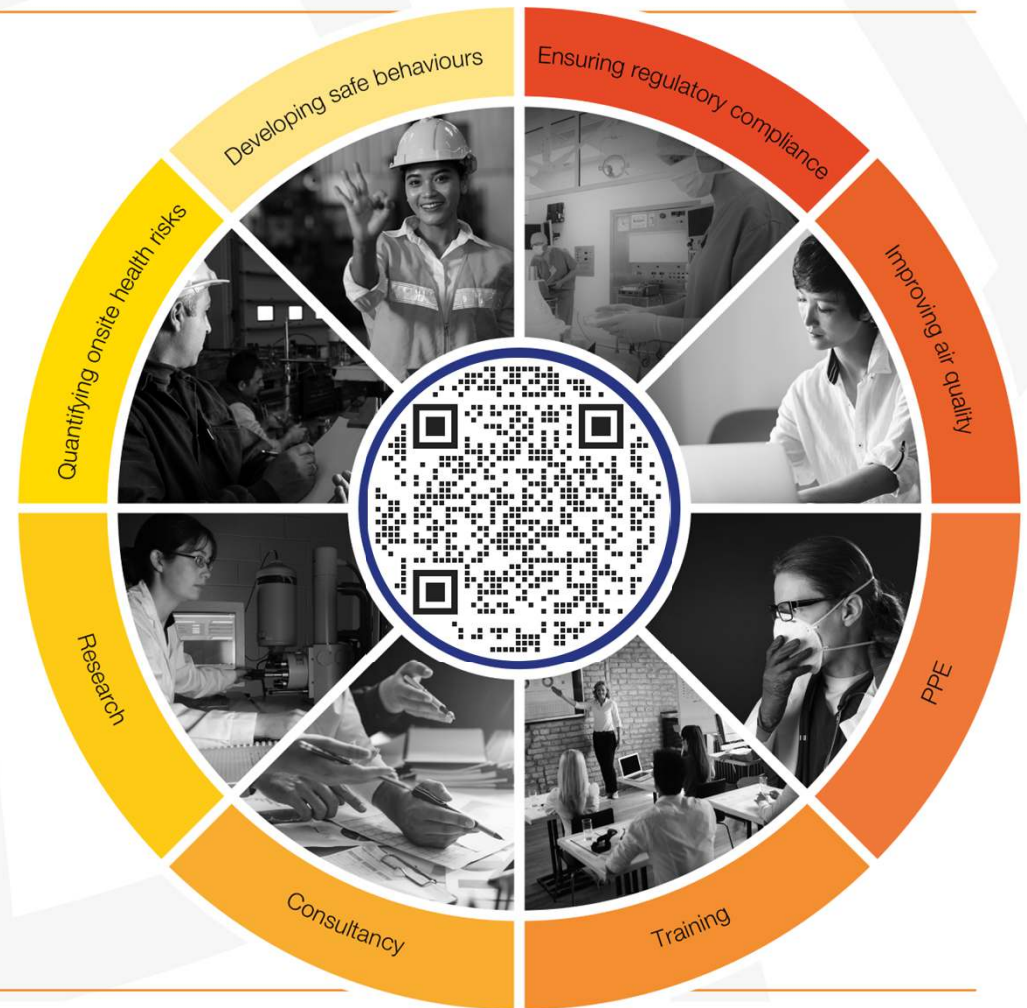 Developing safe behaviours
Ensuring regulatory compliance
Improving air quality
PPE
Training
Consultancy
Research
Quantifying onsite health risks